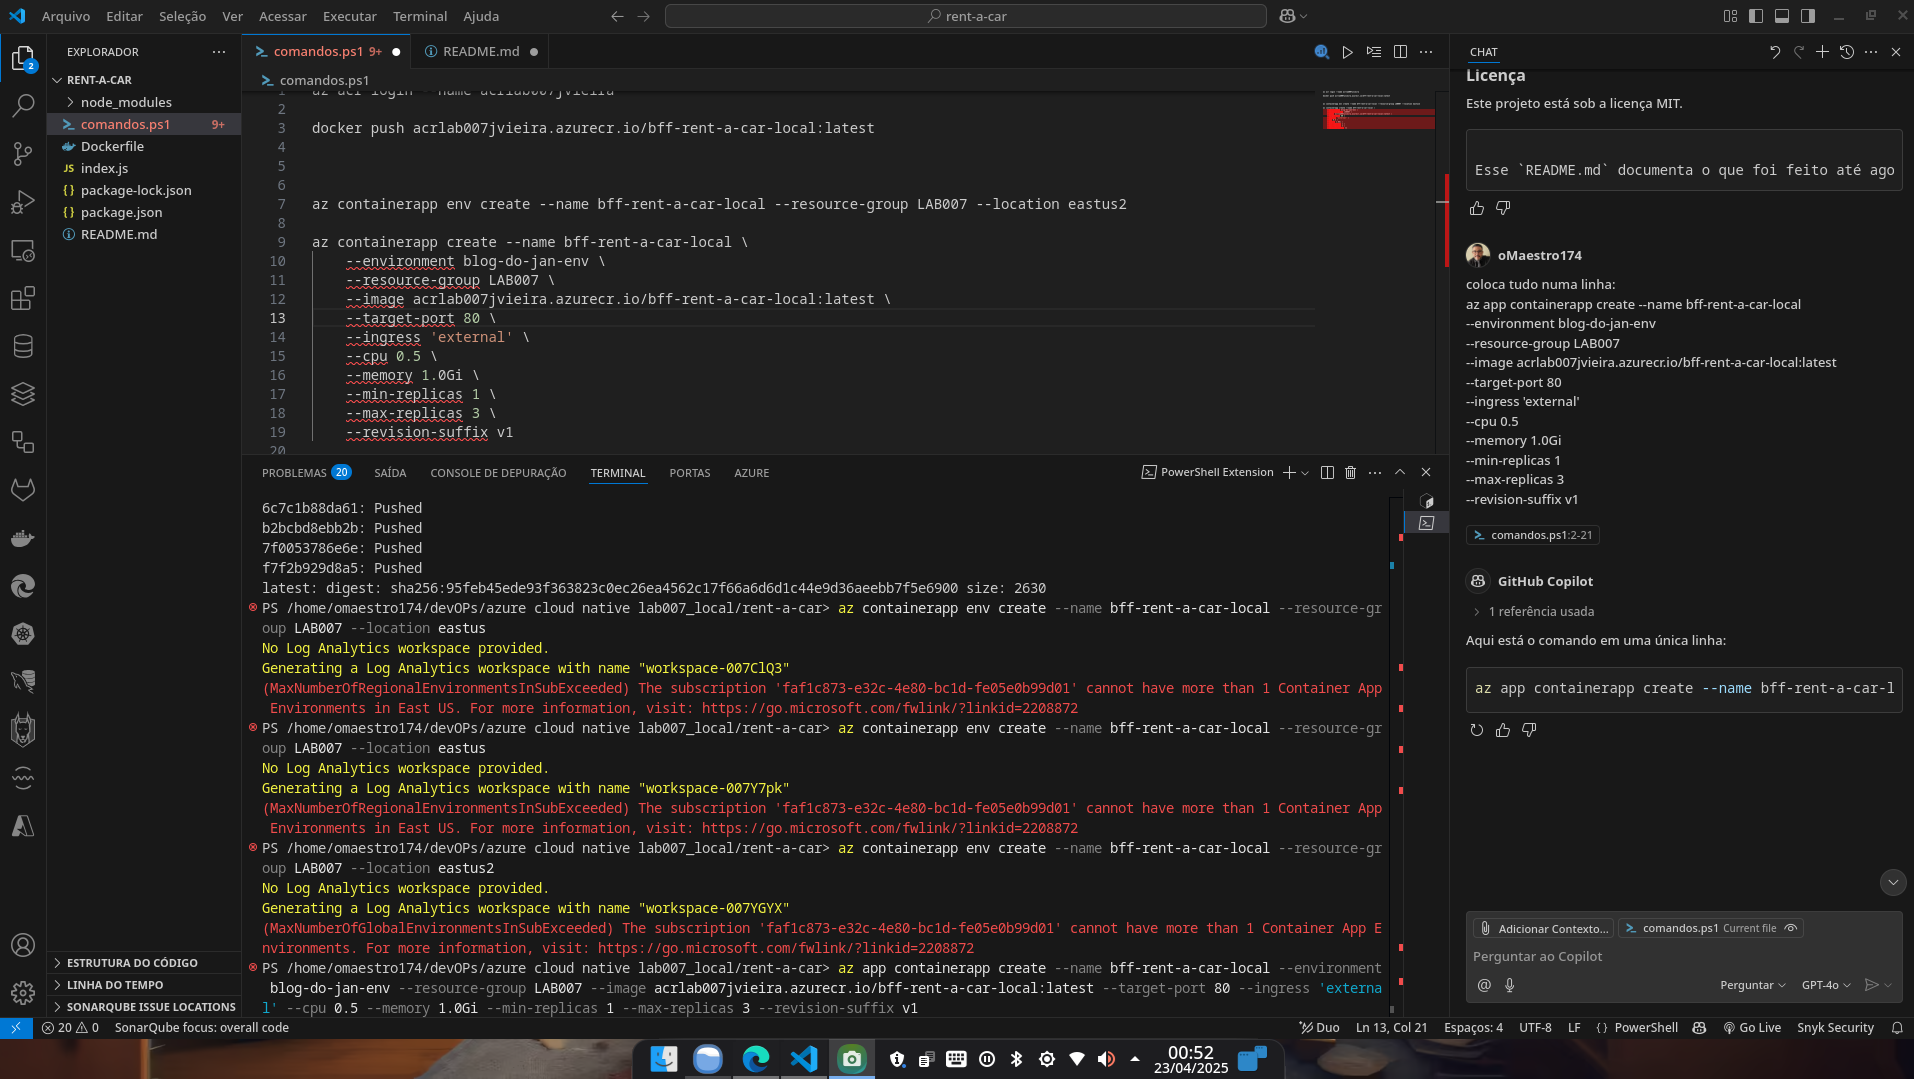 Arquivo Editar Seleção Ver Acessar Executar Terminal Ajuda
rent-a-car
EXPLORADOR
RENT-A-CAR
node_modules
comandos.ps1 9+
Dockerfile
JS index.js
{ } package-lock.json
{ } package.json
README.md
ESTRUTURA DO CÓDIGO
LINHA DO TEMPO
SONARQUBE ISSUE LOCATIONS
2
comandos.ps1 9+
README.md
comandos.ps1
1 az acr login --name acrlab007jvieira
2
3 docker push acrlab007jvieira.azurecr.io/bff-rent-a-car-local:latest
4
5
6
7 az containerapp env create --name bff-rent-a-car-local --resource-group LAB007 --location eastus2
8
9 az containerapp create --name bff-rent-a-car-local \
10 --environment blog-do-jan-env \
11 --resource-group LAB007 \
12 --image acrlab007jvieira.azurecr.io/bff-rent-a-car-local:latest \
13 --target-port 80 \
14 --ingress 'external' \
15 --cpu 0.5 \
16 --memory 1.0Gi \
17 --min-replicas 1 \
18 --max-replicas 3 \
19 --revision-suffix v1
20
PROBLEMAS 20 SAÍDA CONSOLE DE DEPURAÇÃO TERMINAL PORTAS AZURE
PowerShell Extension
6c7c1b88da61: Pushed
b2bcbd8ebb2b: Pushed
7f0053786e6e: Pushed
f7f2b929d8a5: Pushed
latest: digest: sha256:95feb45ede93f363823c0ec26ea4562c17f66a6d6d1c44e9d36aeebb7f5e6900 size: 2630
PS /home/omaestro174/devOPs/azure cloud native lab007_local/rent-a-car> az containerapp env create --name bff-rent-a-car-local --resource-gr
oup LAB007 --location eastus
No Log Analytics workspace provided.
Generating a Log Analytics workspace with name "workspace-007ClQ3"
(MaxNumberOfRegionalEnvironmentsInSubExceeded) The subscription 'faf1c873-e32c-4e80-bc1d-fe05e0b99d01' cannot have more than 1 Container App
Environments in East US. For more information, visit: https://go.microsoft.com/fwlink/?linkid=2208872
PS /home/omaestro174/devOPs/azure cloud native lab007_local/rent-a-car> az containerapp env create --name bff-rent-a-car-local --resource-gr
oup LAB007 --location eastus
No Log Analytics workspace provided.
Generating a Log Analytics workspace with name "workspace-007Y7pk"
(MaxNumberOfRegionalEnvironmentsInSubExceeded) The subscription 'faf1c873-e32c-4e80-bc1d-fe05e0b99d01' cannot have more than 1 Container App
Environments in East US. For more information, visit: https://go.microsoft.com/fwlink/?linkid=2208872
PS /home/omaestro174/devOPs/azure cloud native lab007_local/rent-a-car> az containerapp env create --name bff-rent-a-car-local --resource-gr
oup LAB007 --location eastus2
No Log Analytics workspace provided.
Generating a Log Analytics workspace with name "workspace-007YGYX"
(MaxNumberOfGlobalEnvironmentsInSubExceeded) The subscription 'faf1c873-e32c-4e80-bc1d-fe05e0b99d01' cannot have more than 1 Container App E
nvironments. For more information, visit: https://go.microsoft.com/fwlink/?linkid=2208872
PS /home/omaestro174/devOPs/azure cloud native lab007_local/rent-a-car> az app containerapp create --name bff-rent-a-car-local --environment
blog-do-jan-env --resource-group LAB007 --image acrlab007jvieira.azurecr.io/bff-rent-a-car-local:latest --target-port 80 --ingress 'externa
l' --cpu 0.5 --memory 1.0Gi --min-replicas 1 --max-replicas 3 --revision-suffix v1
CHAT
Licença
Este projeto está sob a licença MIT.
Esse `README.md` documenta o que foi feito até ago
oMaestro174
coloca tudo numa linha:
az app containerapp create --name bff-rent-a-car-local
--environment blog-do-jan-env
--resource-group LAB007
--image acrlab007jvieira.azurecr.io/bff-rent-a-car-local:latest
--target-port 80
--ingress 'external'
--cpu 0.5
--memory 1.0Gi
--min-replicas 1
--max-replicas 3
--revision-suffix v1
comandos.ps1:2-21
GitHub Copilot
1 referência usada
Aqui está o comando em uma única linha:
az app containerapp create --name bff-rent-a-car-l
Adicionar Contexto... comandos.ps1 Current file
Perguntar ao Copilot
@ Perguntar GPT-4o
20 0 SonarQube focus: overall code
Duo Ln 13, Col 21 Espaços: 4 UTF-8 LF { } PowerShell Go Live Snyk Security
00:52
23/04/2025